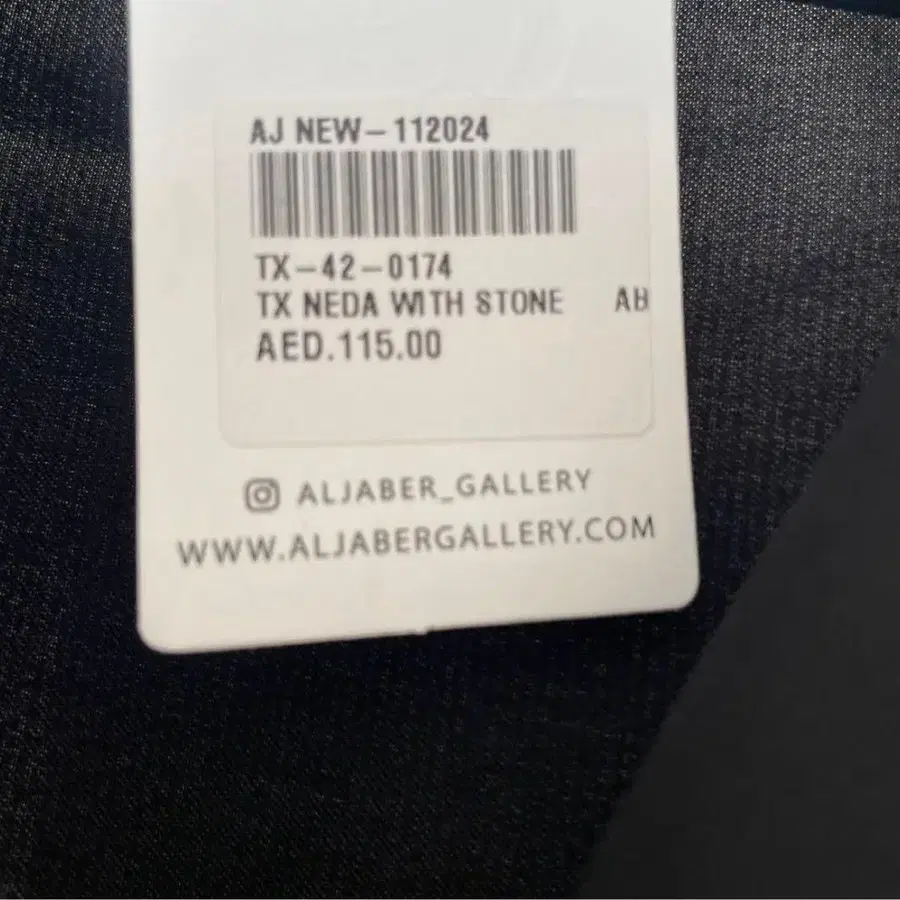 AJ NEW-112024
TX-42-0174
TX NEDA WITH STONE AB
AED.115.00
ALJABER_GALLERY
WWW.ALJABERGALLERY.COM